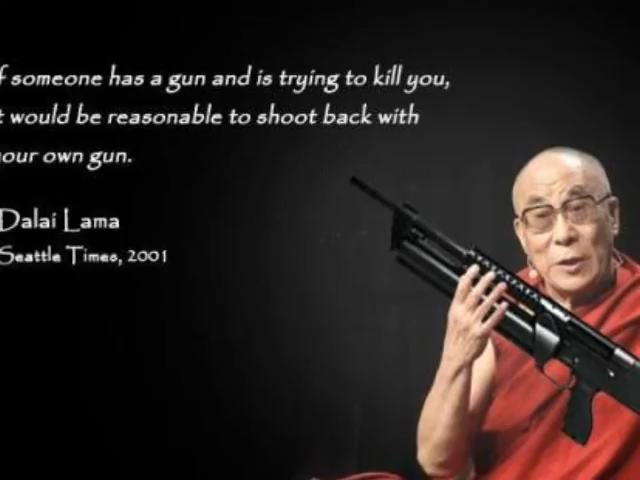 f someone has a gun and is trying to kill you,
t would be reasonable to shoot back with
our own gun.
Dalai Lama
Seattle Times, 2001